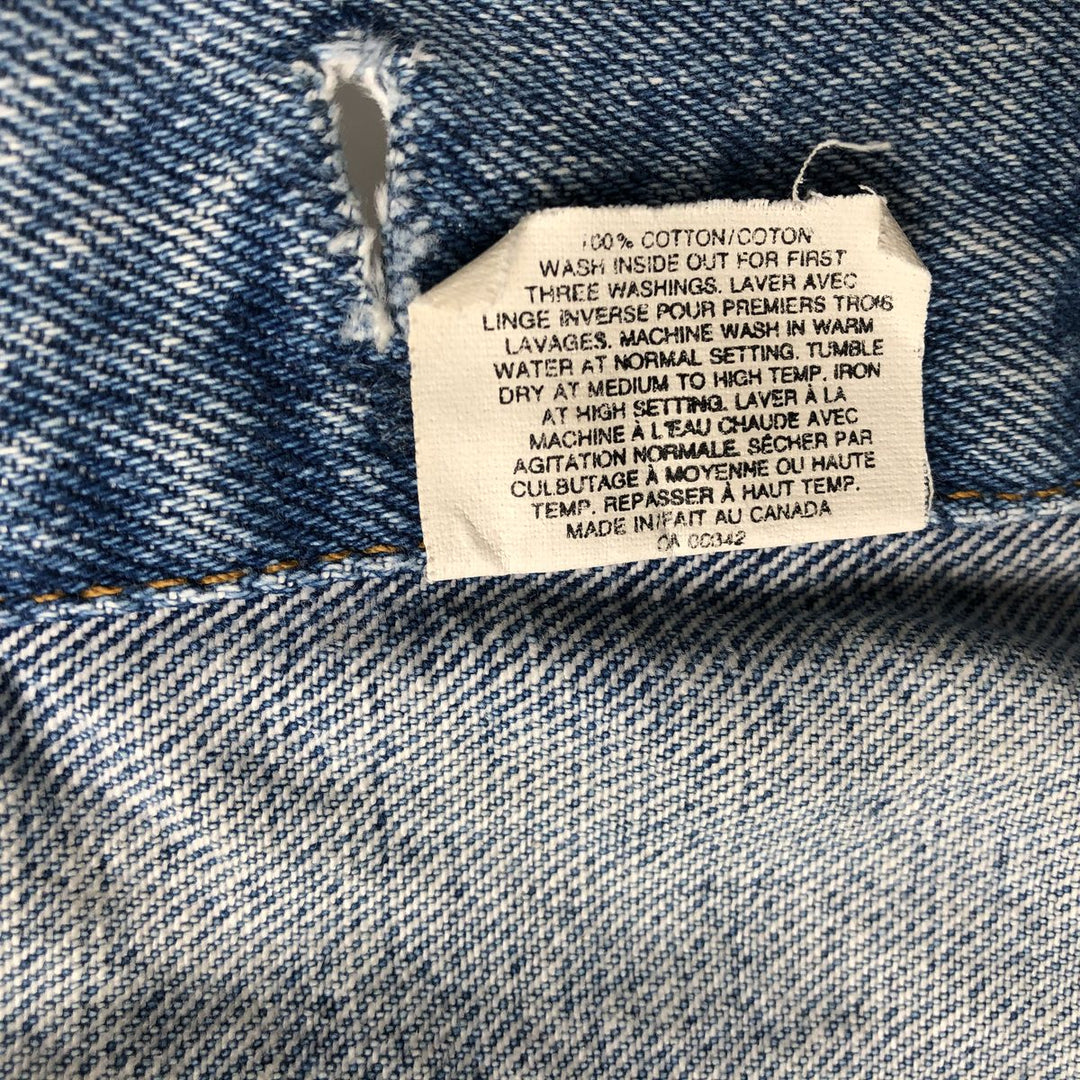 100% COTTON/COTON
WASH INSIDE OUT FOR FIRST
THREE WASHINGS. LAVER AVEC
LINGE INVERSE POUR PREMIERS TROIS
LAVAGES. MACHINE WASH IN WARM
WATER AT NORMAL SETTING. TUMBLE
DRY AT MEDIUM TO HIGH TEMP. IRON
AT HIGH SETTING. LAVER À LA
MACHINE À L'EAU CHAUDE AVEC
AGITATION NORMALE. SÉCHER PAR
CULBUTAGE À MOYENNE OU HAUTE
TEMP. REPASSER À HAUT TEMP.
MADE IN/FAIT AU CANADA
CA 00342